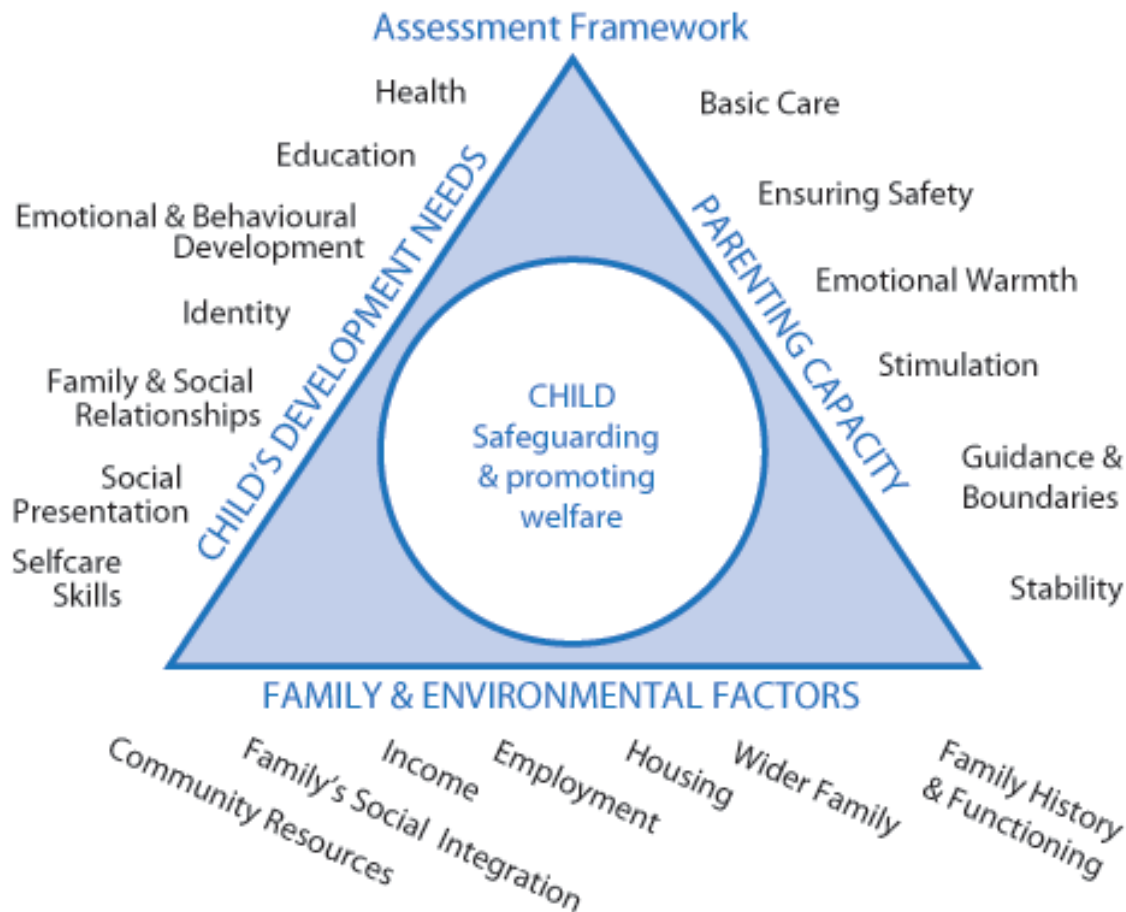 Assessment Framework
Health
Education
Emotional & Behavioural
Development
Identity
Family & Social
Relationships
Social
Presentation
Selfcare
Skills
CHILD'S DEVELOPMENT NEEDS
CHILD
Safeguarding
& promoting
welfare
PARENTING CAPACITY
Basic Care
Ensuring Safety
Emotional Warmth
Stimulation
Guidance &
Boundaries
Stability
FAMILY & ENVIRONMENTAL FACTORS
Community Resources
Family's Social Integration
Income
Employment
Housing
Wider Family
Family History
& Functioning